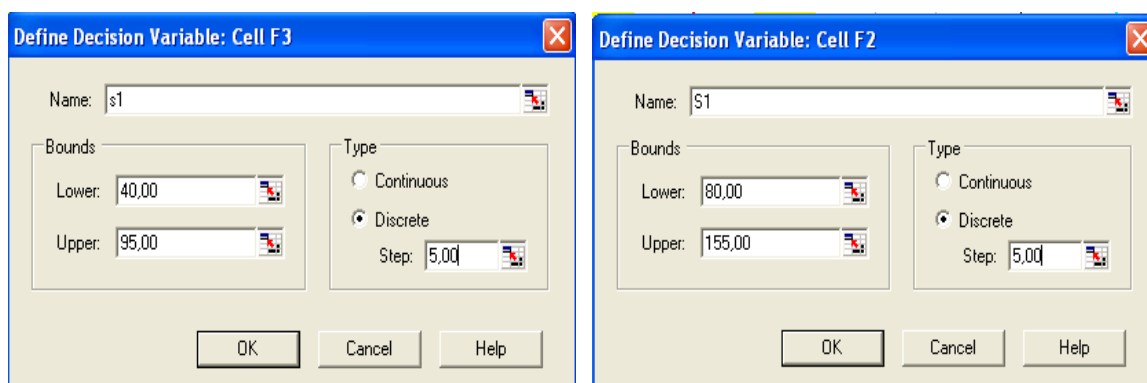 Define Decision Variable: Cell F3
Name: s1
Bounds
Lower: 40,00
Upper: 95,00
Type
Continuous
Discrete
Step: 5,00
OK Cancel Help
Define Decision Variable: Cell F2
Name: S1
Bounds
Lower: 80,00
Upper: 155,00
Type
Continuous
Discrete
Step: 5,00
OK Cancel Help